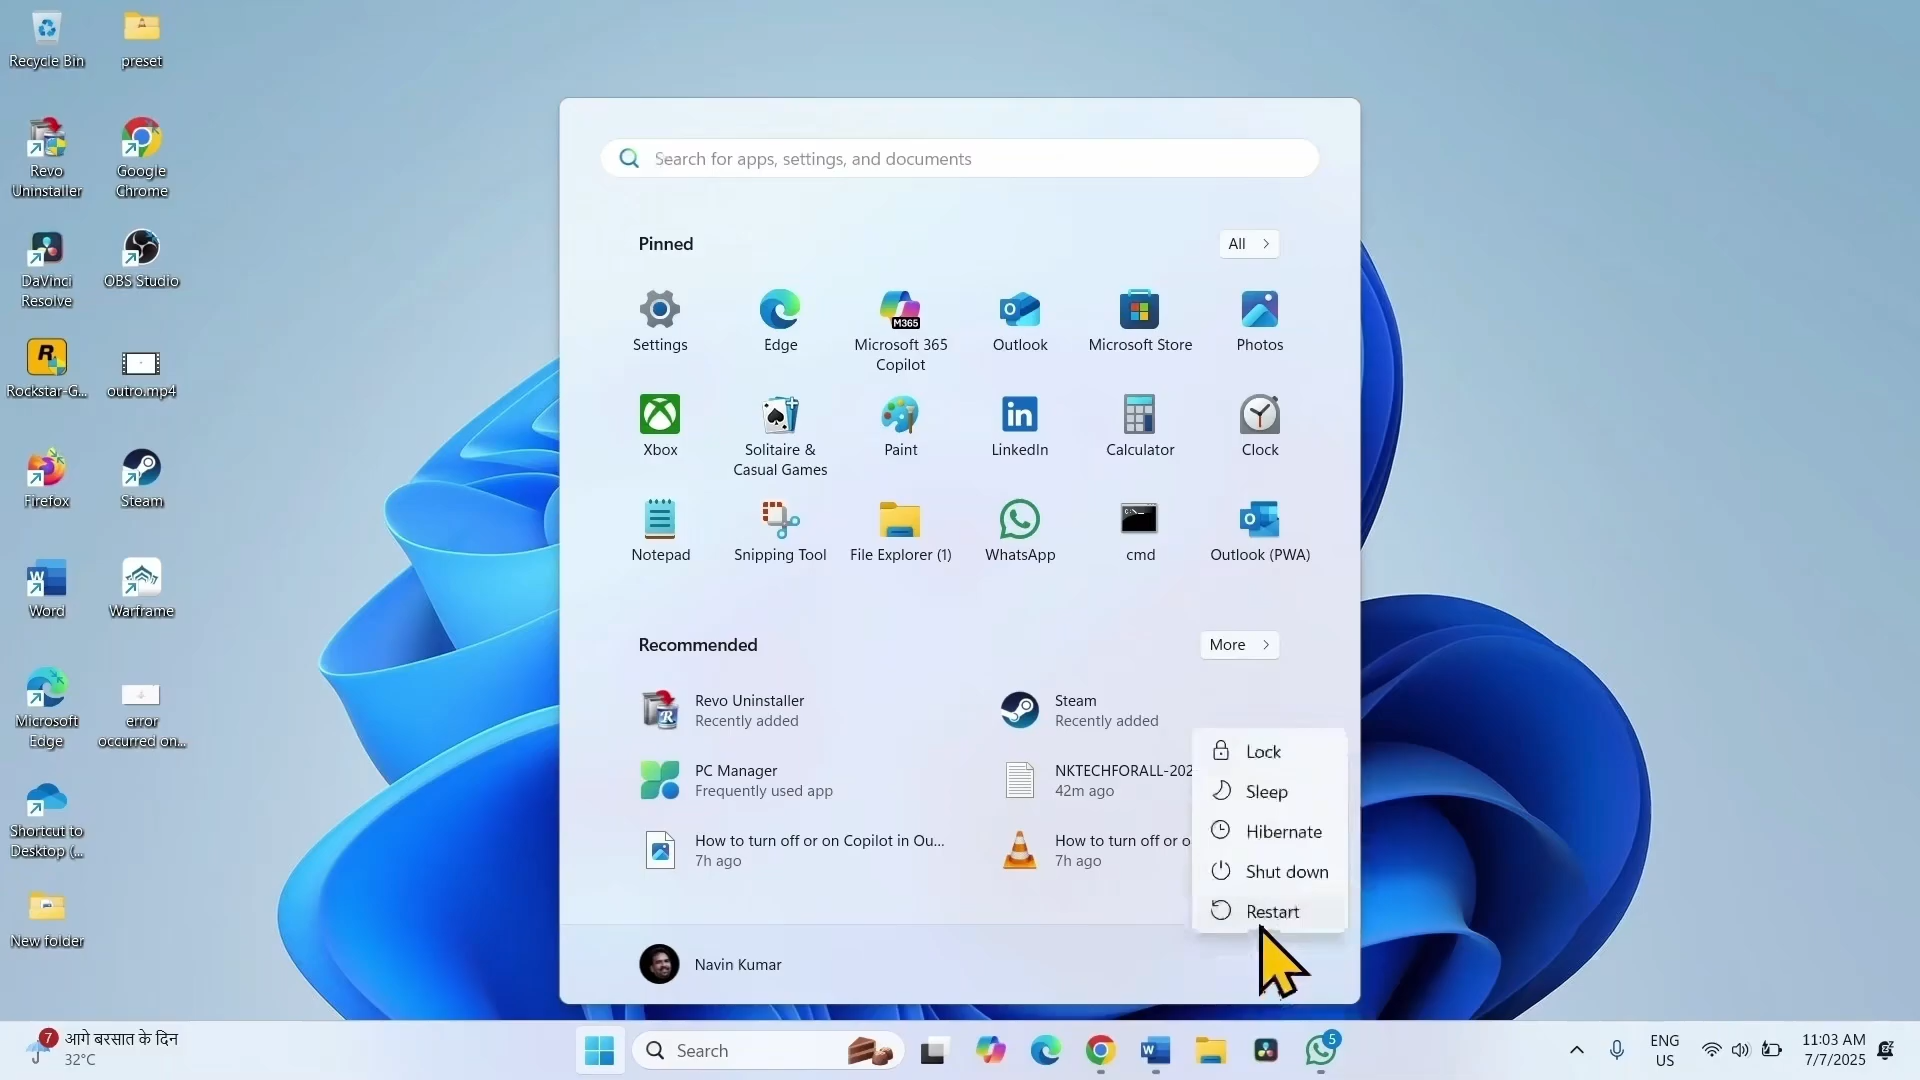 Recycle Bin
preset
Revo
Uninstaller
Google
Chrome
DaVinci
Resolve
OBS Studio
Rockstar-G...
outro.mp4
Firefox
Steam
Word
Warframe
Microsoft
Edge
error
occurred on...
Shortcut to
Desktop (...
New folder
Search for apps, settings, and documents
Pinned
All
Settings
Edge
M365
Microsoft 365
Copilot
Outlook
Microsoft Store
Photos
Xbox
Solitaire &
Casual Games
Paint
LinkedIn
Calculator
Clock
Notepad
Snipping Tool
File Explorer (1)
WhatsApp
cmd
Outlook (PWA)
Recommended
More
Revo Uninstaller
Recently added
Steam
Recently added
PC Manager
Frequently used app
NKTECHFORALL-202
42m ago
How to turn off or on Copilot in Ou...
7h ago
How to turn off or o
7h ago
Lock
Sleep
Hibernate
Shut down
Restart
Navin Kumar
7
आगे बरसात के दिन
32°C
Search
5
ENG
US
11:03 AM
7/7/2025